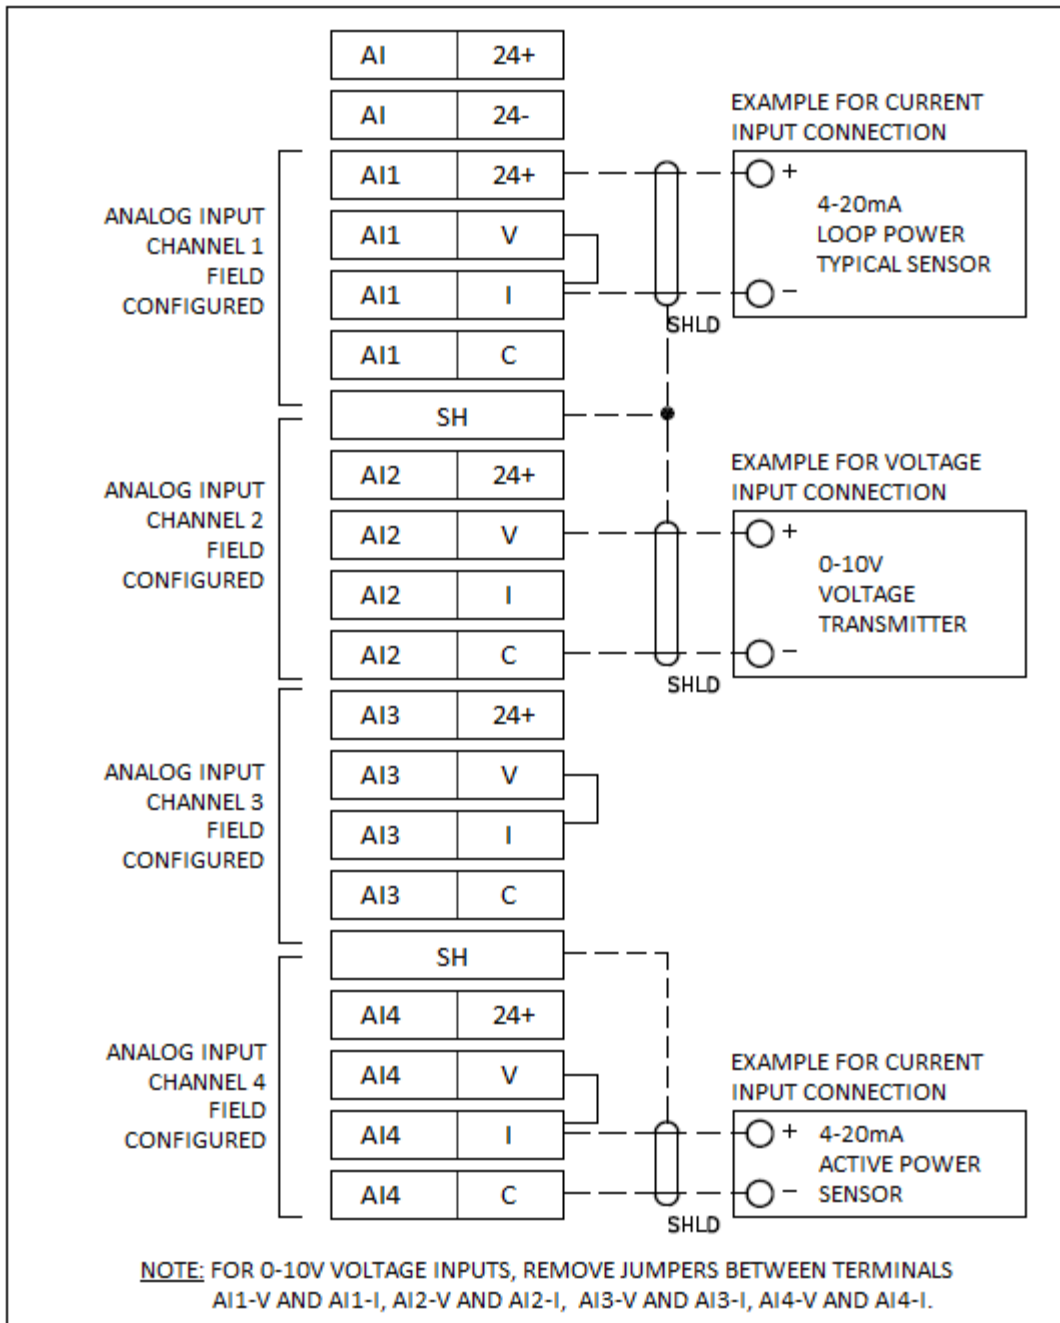 AI 24+
AI 24-
ANALOG INPUT
CHANNEL 1
FIELD
CONFIGURED
AI1 24+
AI1 V
AI1 I
AI1 C
SH
EXAMPLE FOR CURRENT
INPUT CONNECTION
+
4-20mA
LOOP POWER
TYPICAL SENSOR
–
SHLD
ANALOG INPUT
CHANNEL 2
FIELD
CONFIGURED
AI2 24+
AI2 V
AI2 I
AI2 C
EXAMPLE FOR VOLTAGE
INPUT CONNECTION
+
0-10V
VOLTAGE
TRANSMITTER
–
SHLD
ANALOG INPUT
CHANNEL 3
FIELD
CONFIGURED
AI3 24+
AI3 V
AI3 I
AI3 C
SH
ANALOG INPUT
CHANNEL 4
FIELD
CONFIGURED
AI4 24+
AI4 V
AI4 I
AI4 C
EXAMPLE FOR CURRENT
INPUT CONNECTION
+ 4-20mA
ACTIVE POWER
– SENSOR
SHLD
NOTE: FOR 0-10V VOLTAGE INPUTS, REMOVE JUMPERS BETWEEN TERMINALS
AI1-V AND AI1-I, AI2-V AND AI2-I, AI3-V AND AI3-I, AI4-V AND AI4-I.